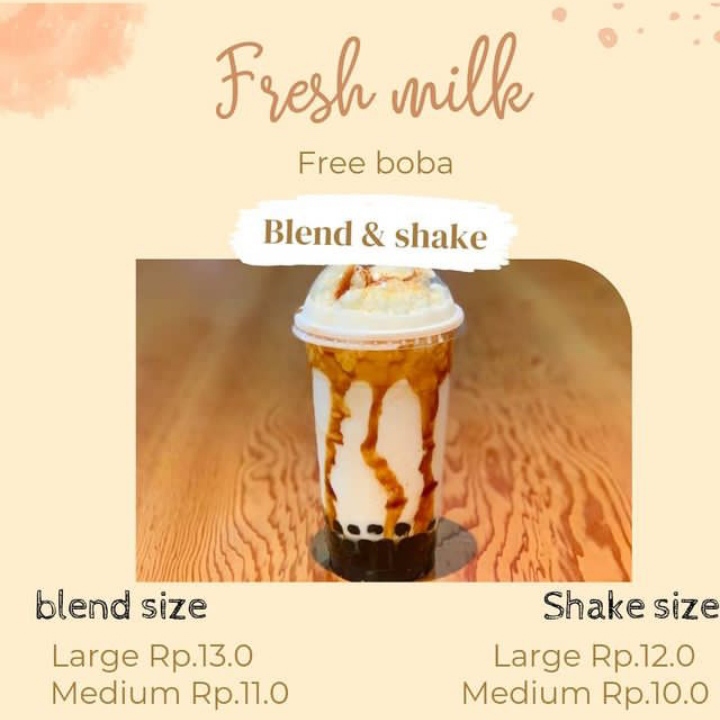 Fresh milk
Free boba
Blend & shake
blend size
Large Rp.13.0
Medium Rp.11.0
Shake size
Large Rp.12.0
Medium Rp.10.0